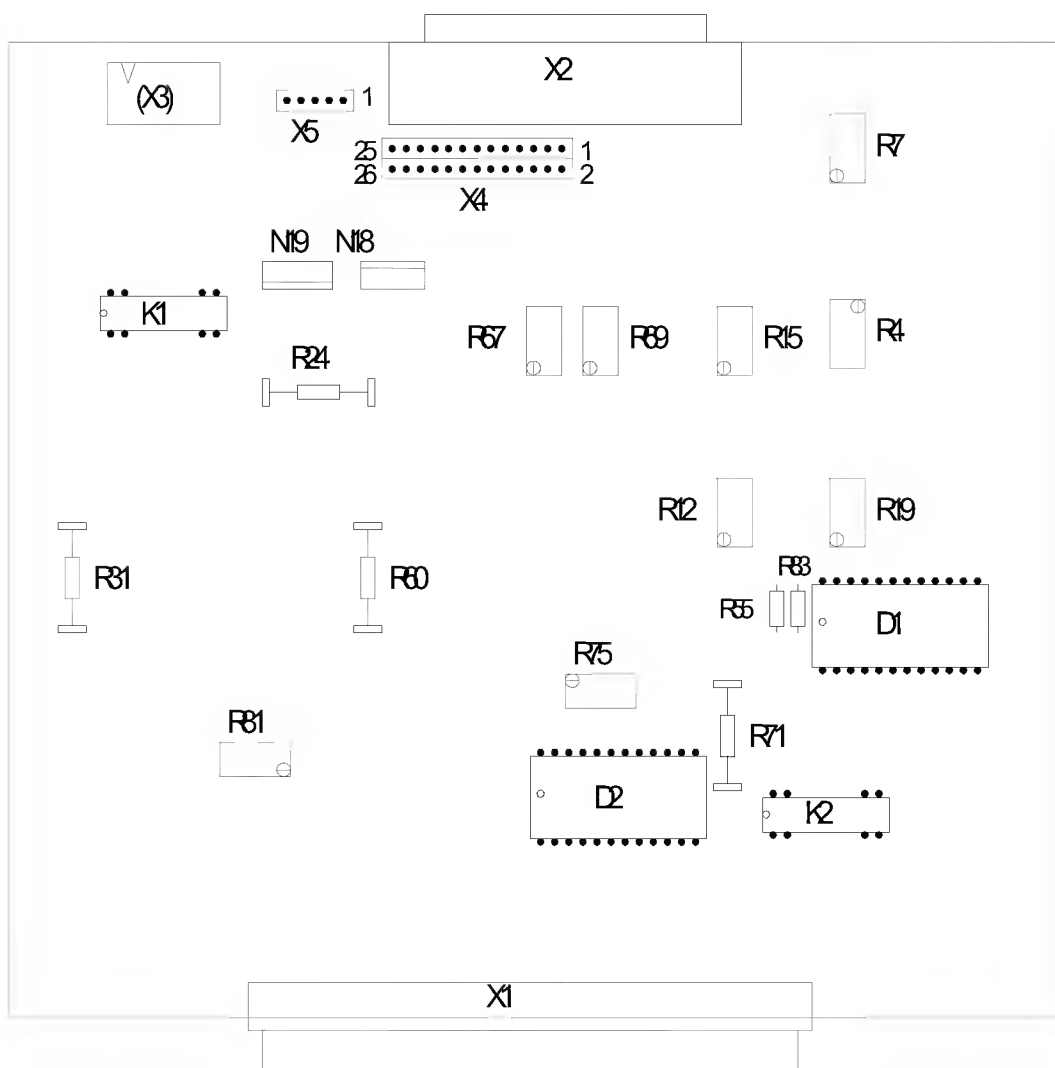 X2
(X3)
1
X5
R7
25 1
26 2
X4
N19 N18
K1
R67 R69 R15 R4
R24
R12 R19
R83
R31 R60
R55
D1
R75
R81
R71
D2
K2
X1